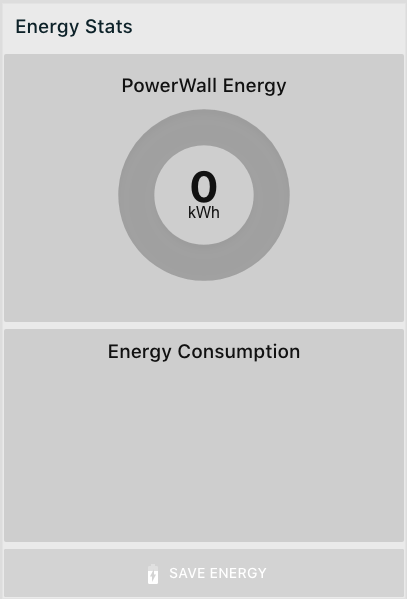 Energy Stats
PowerWall Energy
0
kWh
Energy Consumption
SAVE ENERGY